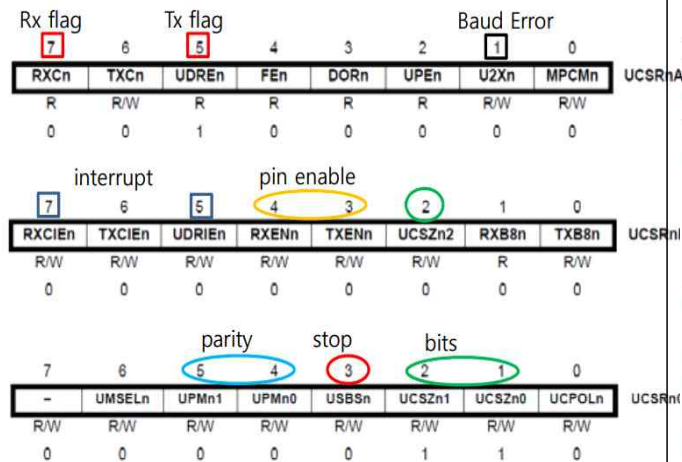 Rx flag Tx flag Baud Error
7 6 5 4 3 2 1 0
RXCn TXCn UDREn FEn DORn UPEn U2Xn MPCMn UCSRnA
R R/W R R R R R/W R/W
0 0 1 0 0 0 0 0
interrupt pin enable
7 6 5 4 3 2 1 0
RXCIEn TXCIEn UDRIEn RXENn TXENn UCSZn2 RXB8n TXB8n UCSRn
R/W R/W R/W R/W R/W R/W R R/W
0 0 0 0 0 0 0 0
parity stop bits
7 6 5 4 3 2 1 0
– UMSELn UPMn1 UPMn0 USBSn UCSZn1 UCSZn0 UCPOLn UCSRn
R/W R/W R/W R/W R/W R/W R/W R/W
0 0 0 0 0 1 1 0